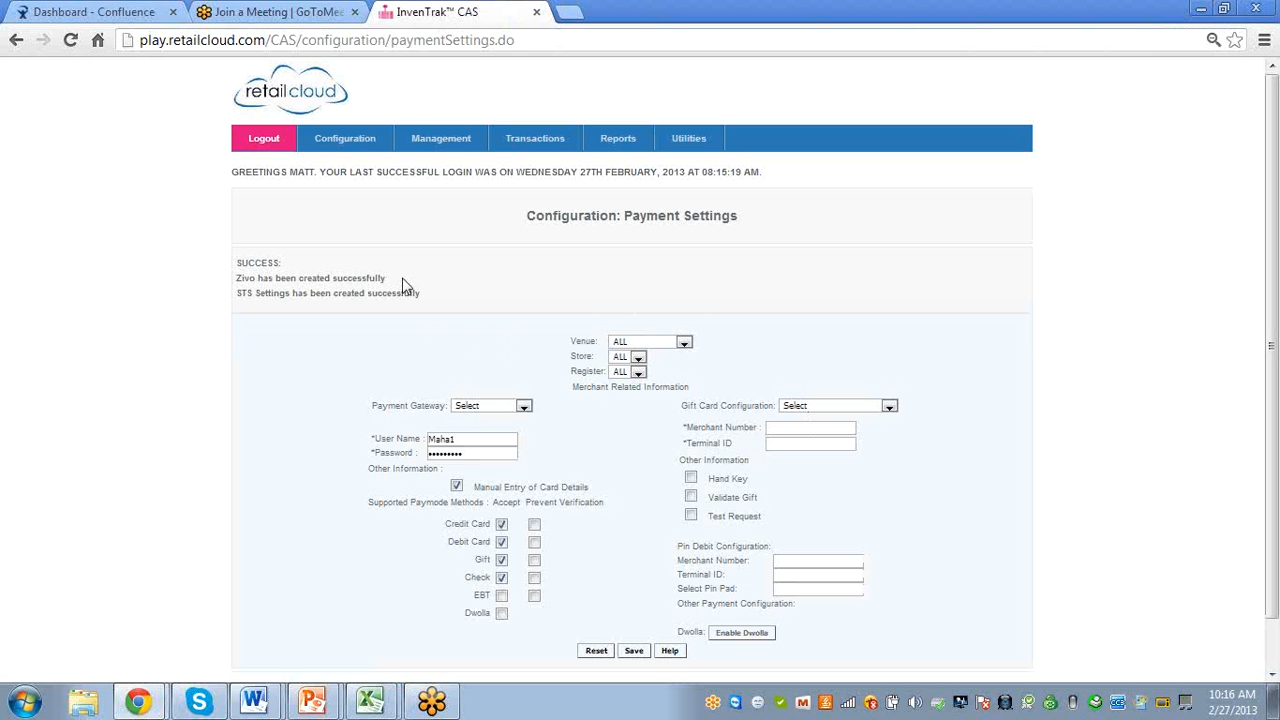 Dashboard - Confluence
Join a Meeting | GoToMee
InvenTrak™ CAS
play.retailcloud.com/CAS/configuration/paymentSettings.do
retailcloud
Logout Configuration Management Transactions Reports Utilities
GREETINGS MATT. YOUR LAST SUCCESSFUL LOGIN WAS ON WEDNESDAY 27TH FEBRUARY, 2013 AT 08:15:19 AM.
Configuration: Payment Settings
SUCCESS:
Zivo has been created successfully
STS Settings has been created successfully
Venue: ALL
Store: ALL
Register: ALL
Merchant Related Information
Payment Gateway: Select
*User Name : Maha1
*Password : •••••••••
Other Information :
Manual Entry of Card Details
Supported Paymode Methods : Accept Prevent Verification
Credit Card
Debit Card
Gift
Check
EBT
Dwolla
Gift Card Configuration: Select
*Merchant Number :
*Terminal ID
Other Information
Hand Key
Validate Gift
Test Request
Pin Debit Configuration:
Merchant Number:
Terminal ID:
Select Pin Pad:
Other Payment Configuration:
Dwolla: Enable Dwolla
Reset Save Help
10:16 AM
2/27/2013